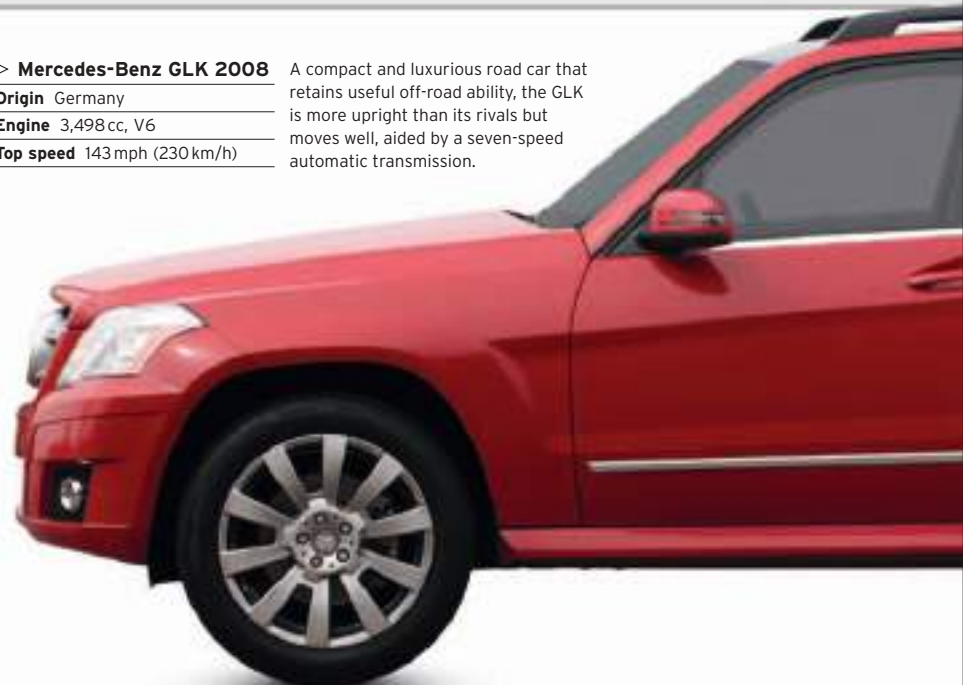 > Mercedes-Benz GLK 2008
Origin Germany
Engine 3,498 cc, V6
Top speed 143 mph (230 km/h)
A compact and luxurious road car that
retains useful off-road ability, the GLK
is more upright than its rivals but
moves well, aided by a seven-speed
automatic transmission.